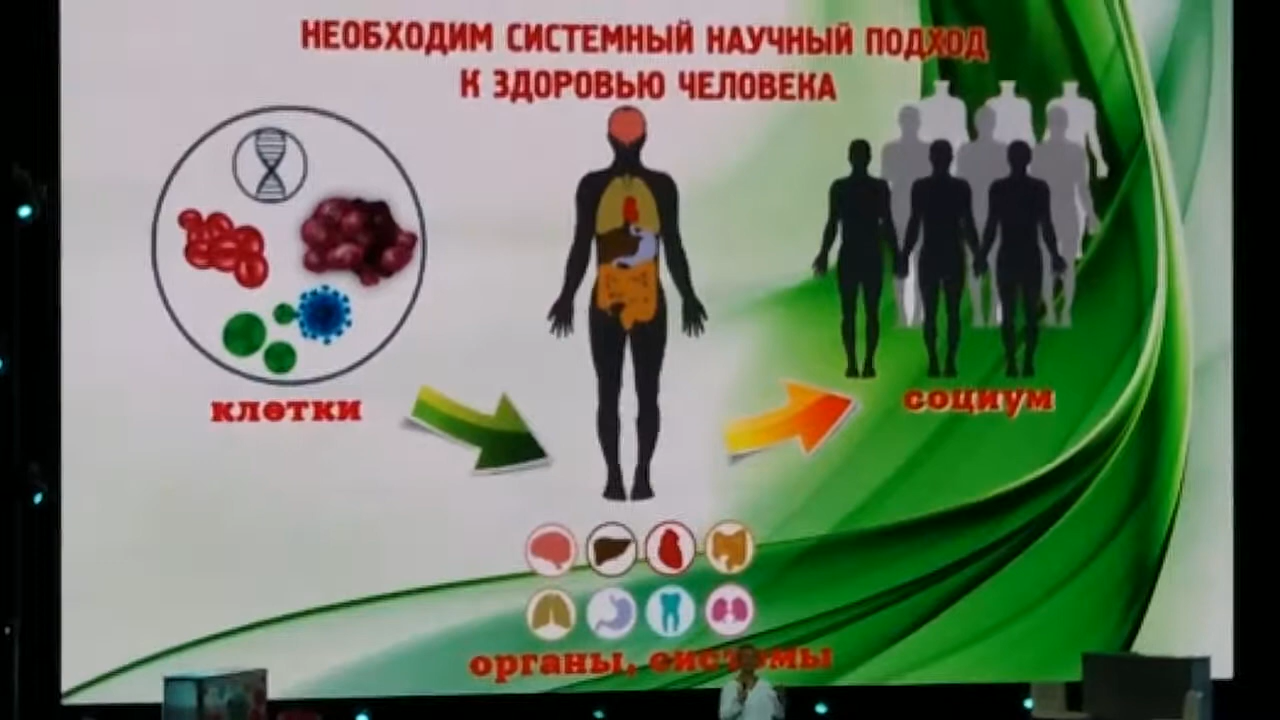 НЕОБХОДИМ СИСТЕМНЫЙ НАУЧНЫЙ ПОДХОД
К ЗДОРОВЬЮ ЧЕЛОВЕКА
клетки
социум
органы, системы